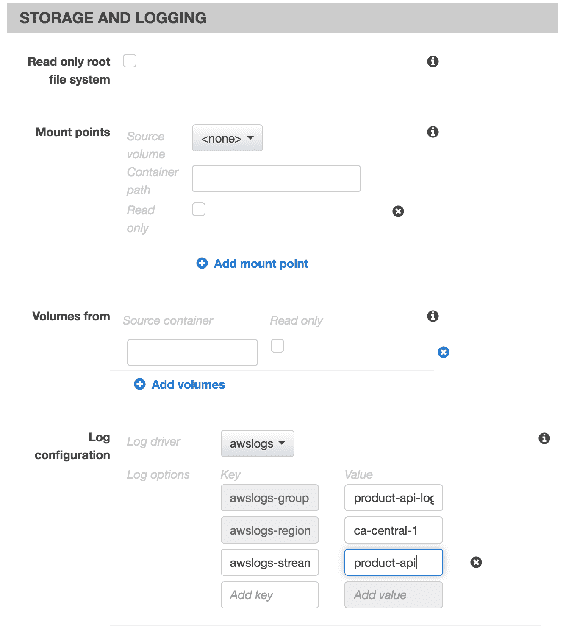 STORAGE AND LOGGING
Read only root
file system
Mount points
Source
volume
<none>
Container
path
Read
only
Add mount point
Volumes from
Source container
Read only
Add volumes
Log
configuration
Log driver
awslogs
Log options
Key
Value
awslogs-group
product-api-log
awslogs-region
ca-central-1
awslogs-stream
product-api
Add key
Add value